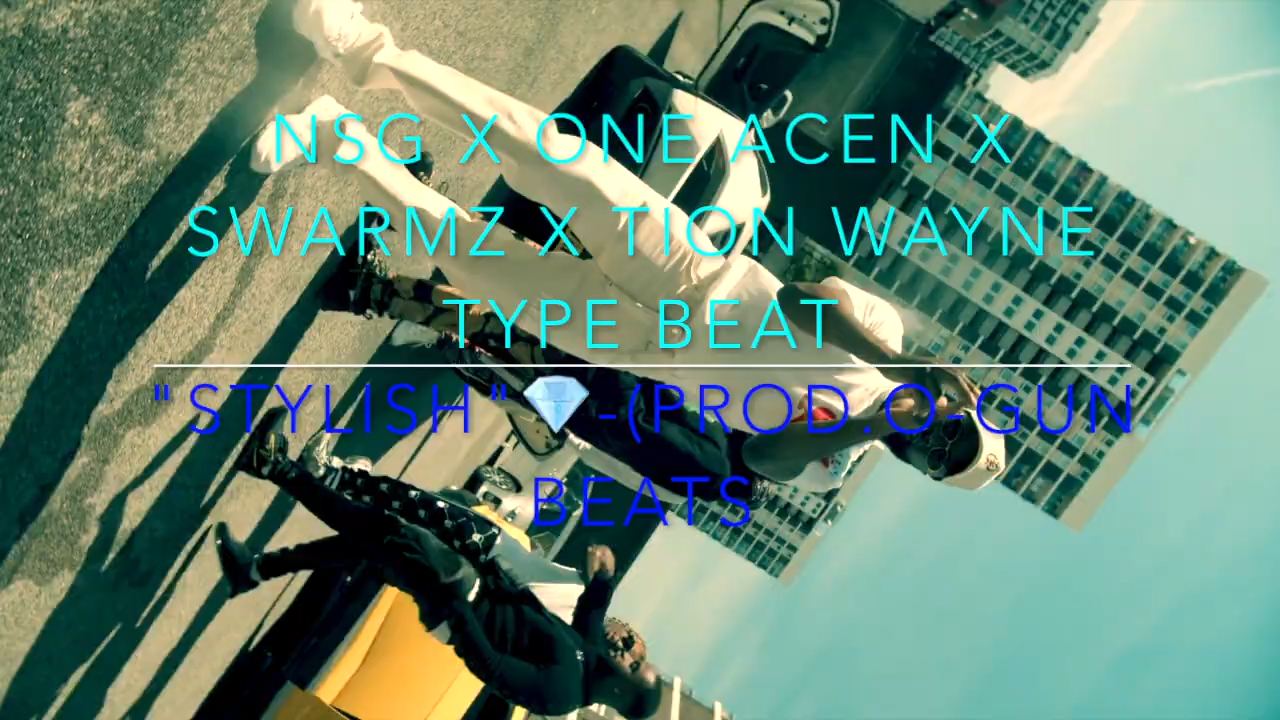 NSG X ONE ACEN X
SWARMZ X TION WAYNE
TYPE BEAT
"STYLISH"💎-(PROD.O-GUN
BEATS